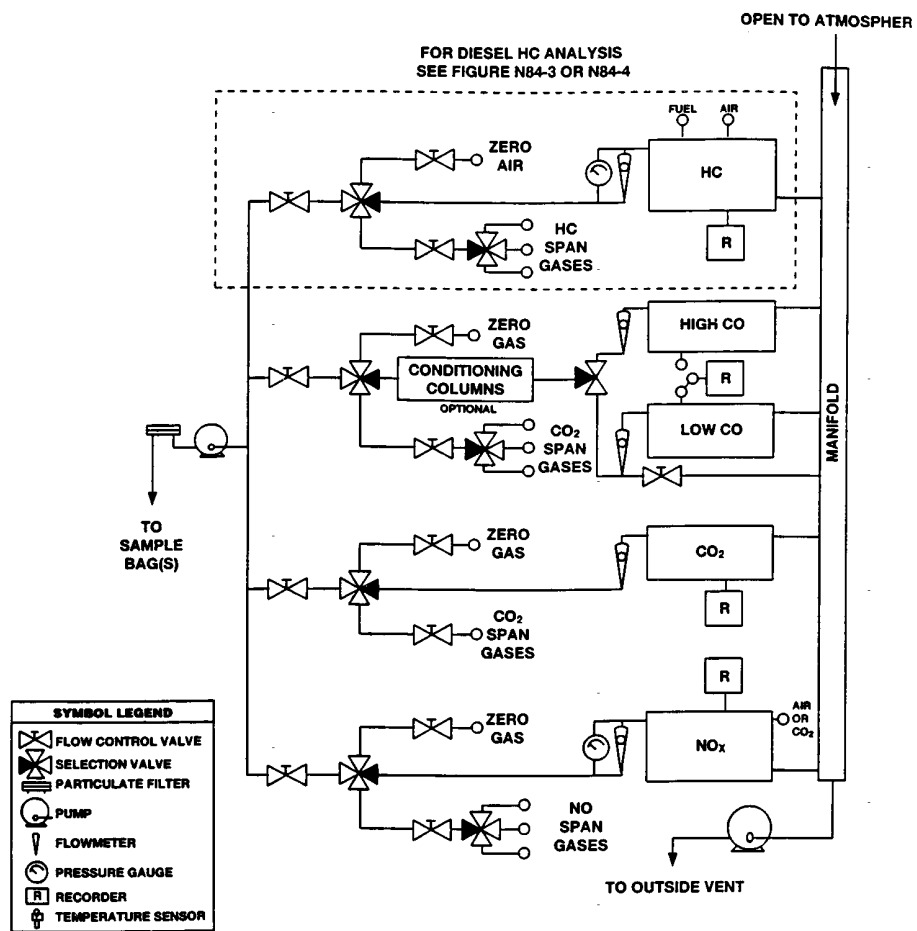 OPEN TO ATMOSPHER
FOR DIESEL HC ANALYSIS
SEE FIGURE N84-3 OR N84-4
FUEL
AIR
ZERO
AIR
HC
R
HC
SPAN
GASES
ZERO
GAS
HIGH CO
CONDITIONING
COLUMNS
OPTIONAL
R
LOW CO
CO₂
SPAN
GASES
MANIFOLD
TO
SAMPLE
BAG(S)
ZERO
GAS
CO₂
R
CO₂
SPAN
GASES
R
ZERO
GAS
AIR
OR
CO₂
NOX
NO
SPAN
GASES
TO OUTSIDE VENT
SYMBOL LEGEND
FLOW CONTROL VALVE
SELECTION VALVE
PARTICULATE FILTER
PUMP
FLOWMETER
PRESSURE GAUGE
R RECORDER
TEMPERATURE SENSOR